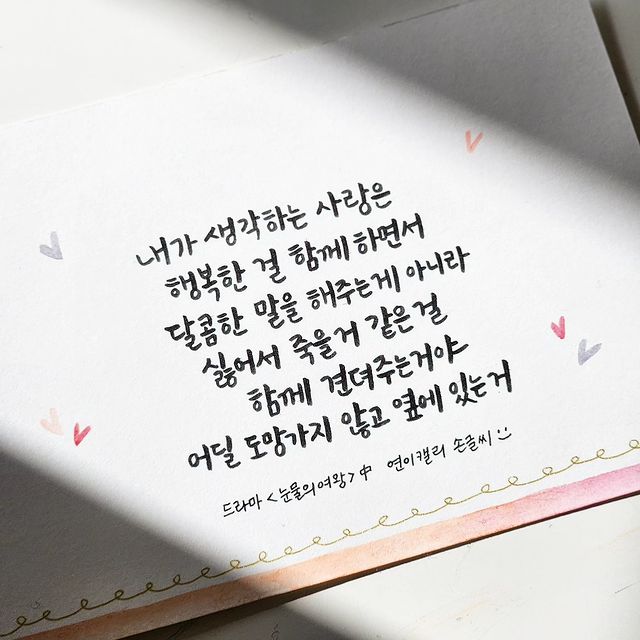 내가 생각하는 사랑은
행복한 걸 함께 하면서
달콤한 말을 해주는게 아니라
싫어서 죽을거 같은걸
함께 견뎌주는거야
어딜 도망가지 않고 옆에 있는거
드라마 <눈물의여왕> 中 연이캘리 손글씨 :)